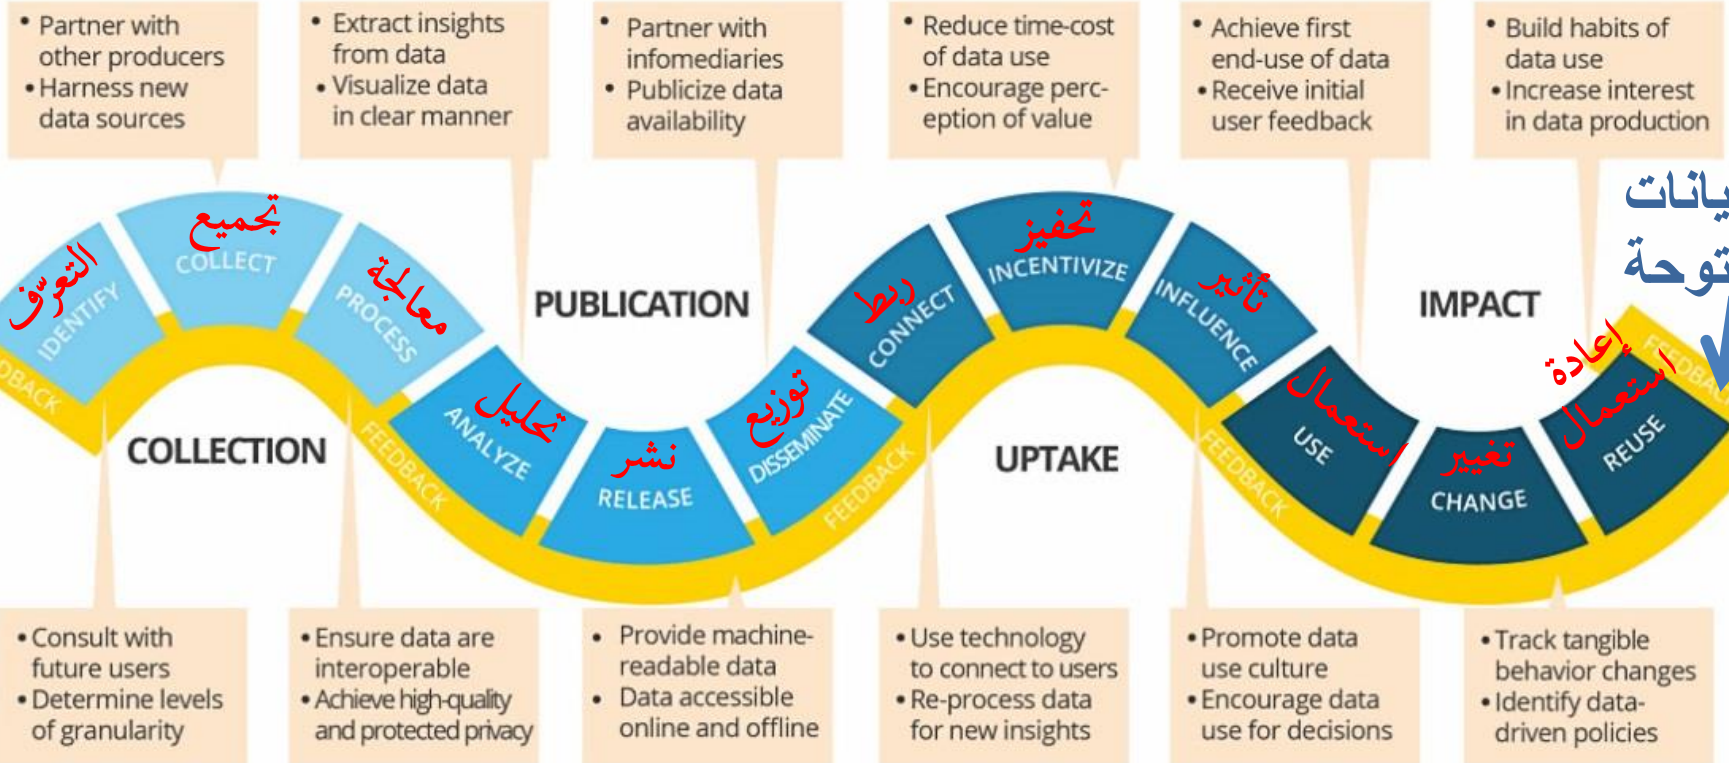 • Partner with
other producers
• Harness new
data sources
• Extract insights
from data
• Visualize data
in clear manner
• Partner with
infomediaries
• Publicize data
availability
• Reduce time-cost
of data use
• Encourage perc-
eption of value
• Achieve first
end-use of data
• Receive initial
user feedback
• Build habits of
data use
• Increase interest
in data production
التعرّف
IDENTIFY
تجميع
COLLECT
معالجة
PROCESS
تحليل
ANALYZE
نشر
RELEASE
توزيع
DISSEMINATE
ربط
CONNECT
تحفيز
INCENTIVIZE
تأثير
INFLUENCE
استعمال
USE
تغيير
CHANGE
إعادة
استعمال
REUSE
يانات
توحة
COLLECTION
PUBLICATION
UPTAKE
IMPACT
DBACK
FEEDBACK
FEEDBACK
FEEDBACK
FEEDBAC
• Consult with
future users
• Determine levels
of granularity
• Ensure data are
interoperable
• Achieve high-quality
and protected privacy
• Provide machine-
readable data
• Data accessible
online and offline
• Use technology
to connect to users
• Re-process data
for new insights
• Promote data
use culture
• Encourage data
use for decisions
• Track tangible
behavior changes
• Identify data-
driven policies